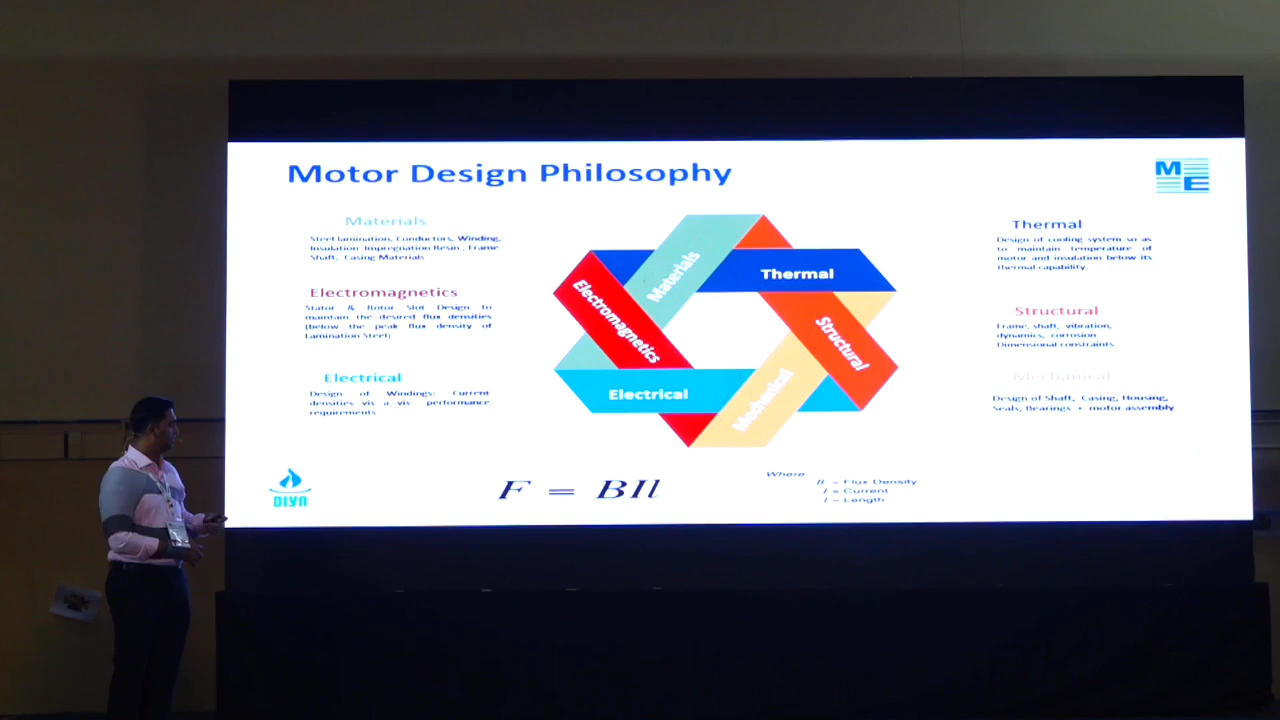 Motor Design Philosophy
M
E
Materials
Steel lamination, Conductors, Winding,
Insulation Impregnation Resin , Frame
Shaft, Casing Materials
Electromagnetics
Stator & Rotor Slot Design to
maintain the desired flux densities
(below the peak flux density of
Lamination Steel)
Electrical
Design of Windings; Current
densities vis a vis performance
requirements
Materials
Thermal
Electromagnetics
Structural
Electrical
Mechanical
Thermal
Design of cooling system so as
to maintain temperature of
motor and insulation below its
thermal capability.
Structural
Frame, shaft, vibration,
dynamics, corrosion
Dimensional constraints
Mechanical
Design of Shaft, Casing, Housing,
Seals, Bearings + motor assembly
DIYA
F = BIl
Where
B = Flux Density
I = Current
l = Length